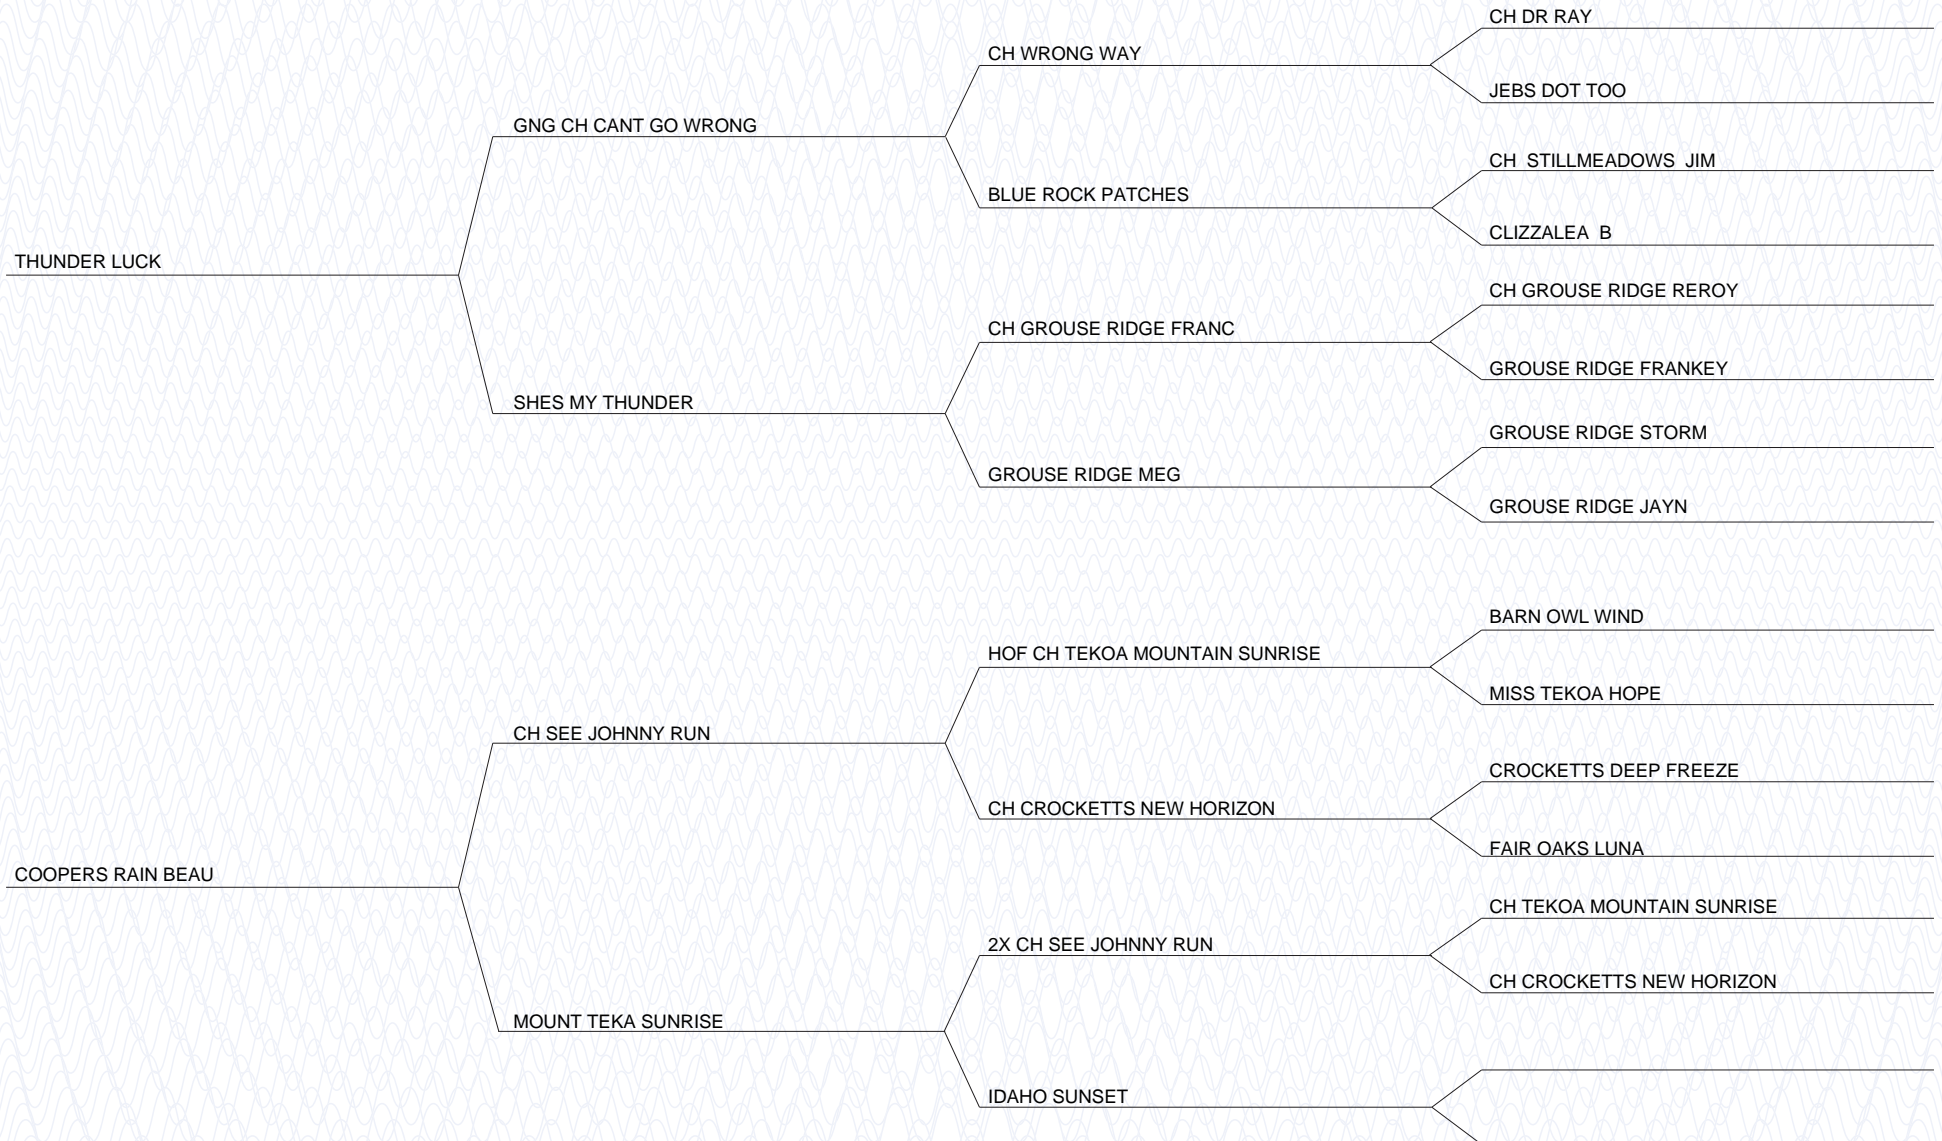 CH DR RAY
CH WRONG WAY
JEBS DOT TOO
GNG CH CANT GO WRONG
CH  STILLMEADOWS  JIM
BLUE ROCK PATCHES
CLIZZALEA  B
THUNDER LUCK
CH GROUSE RIDGE REROY
CH GROUSE RIDGE FRANC
GROUSE RIDGE FRANKEY
SHES MY THUNDER
GROUSE RIDGE STORM
GROUSE RIDGE MEG
GROUSE RIDGE JAYN
BARN OWL WIND
HOF CH TEKOA MOUNTAIN SUNRISE
MISS TEKOA HOPE
CH SEE JOHNNY RUN
CROCKETTS DEEP FREEZE
CH CROCKETTS NEW HORIZON
FAIR OAKS LUNA
COOPERS RAIN BEAU
CH TEKOA MOUNTAIN SUNRISE
2X CH SEE JOHNNY RUN
CH CROCKETTS NEW HORIZON
MOUNT TEKA SUNRISE
IDAHO SUNSET